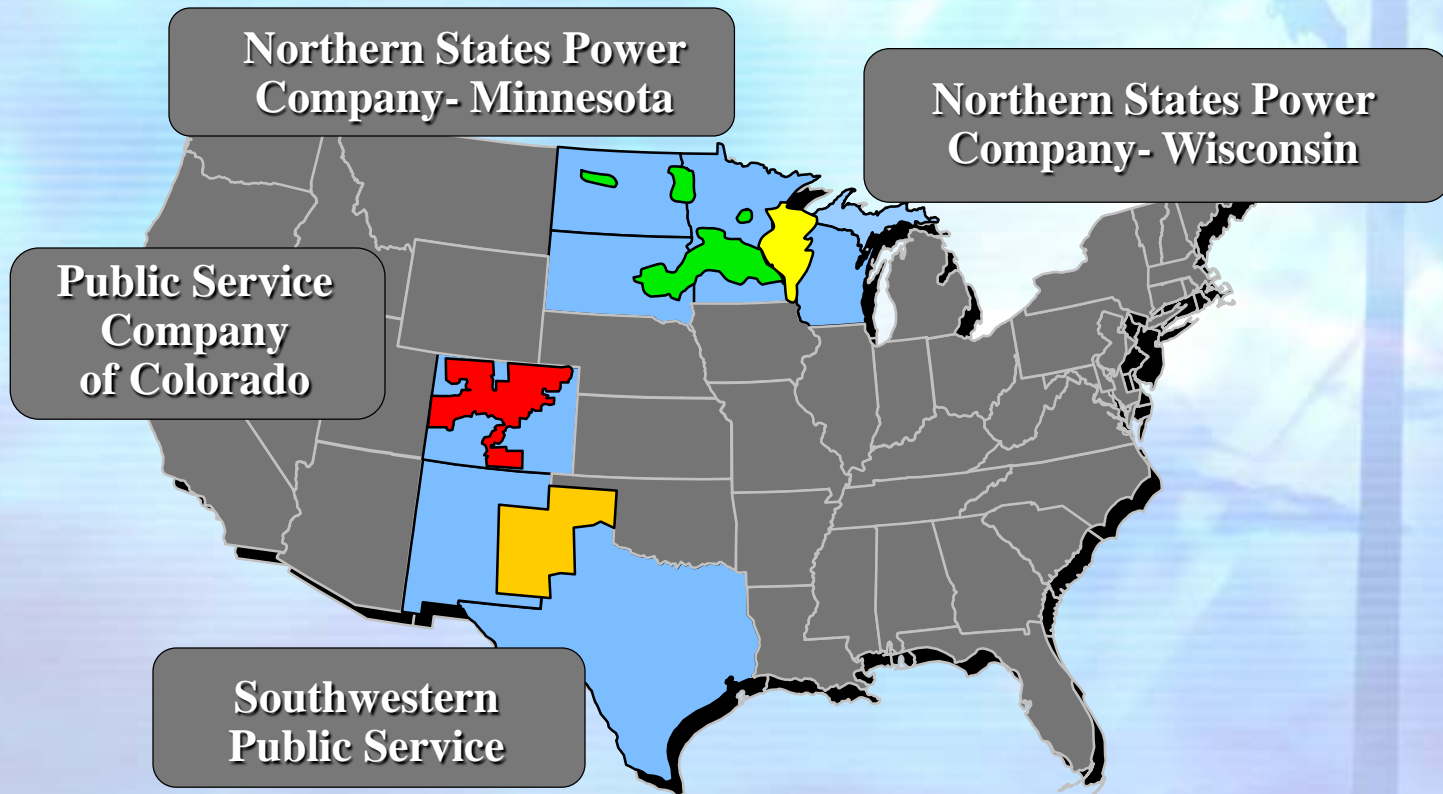 Northern States Power
Company- Minnesota
Northern States Power
Company- Wisconsin
Public Service
Company
of Colorado
Southwestern
Public Service